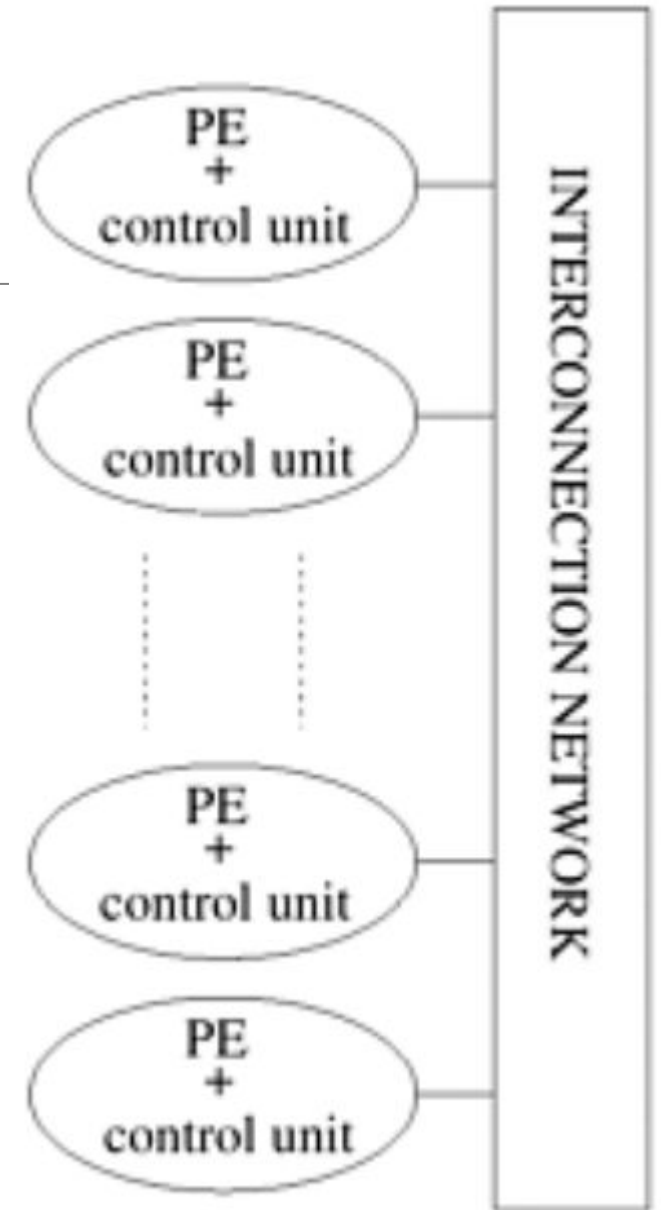 PE
+
control unit
PE
+
control unit
PE
+
control unit
PE
+
control unit
INTERCONNECTION NETWORK